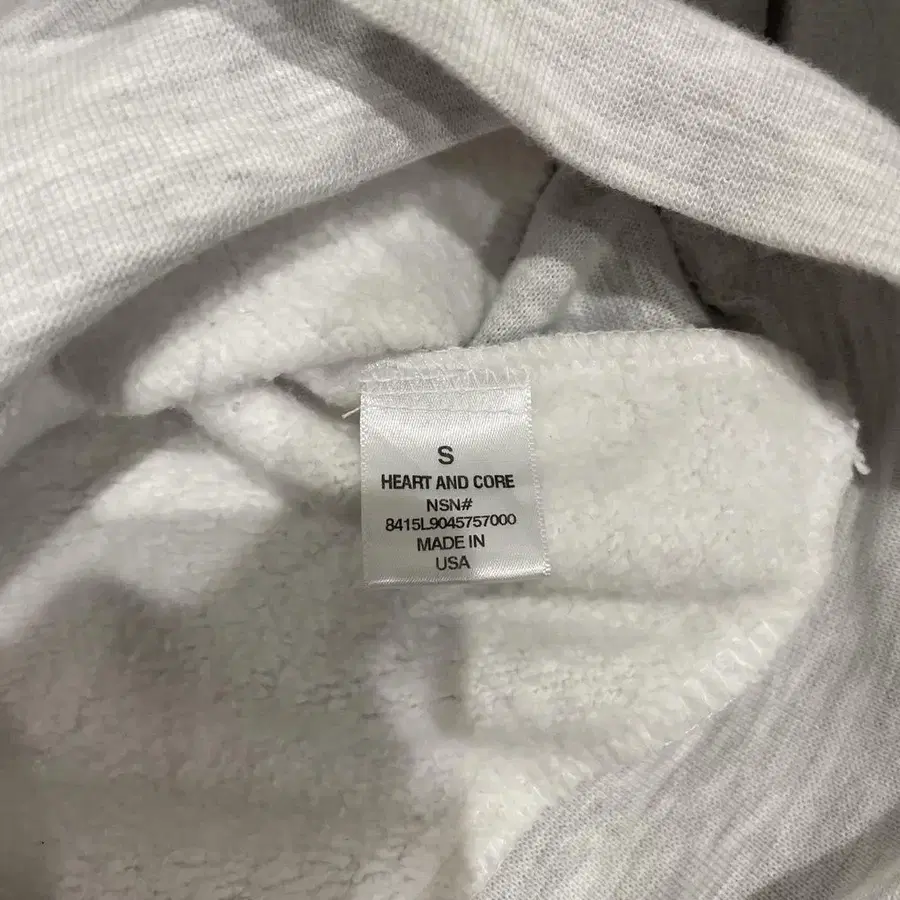 S
HEART AND CORE
NSN#
8415L9045757000
MADE IN
USA